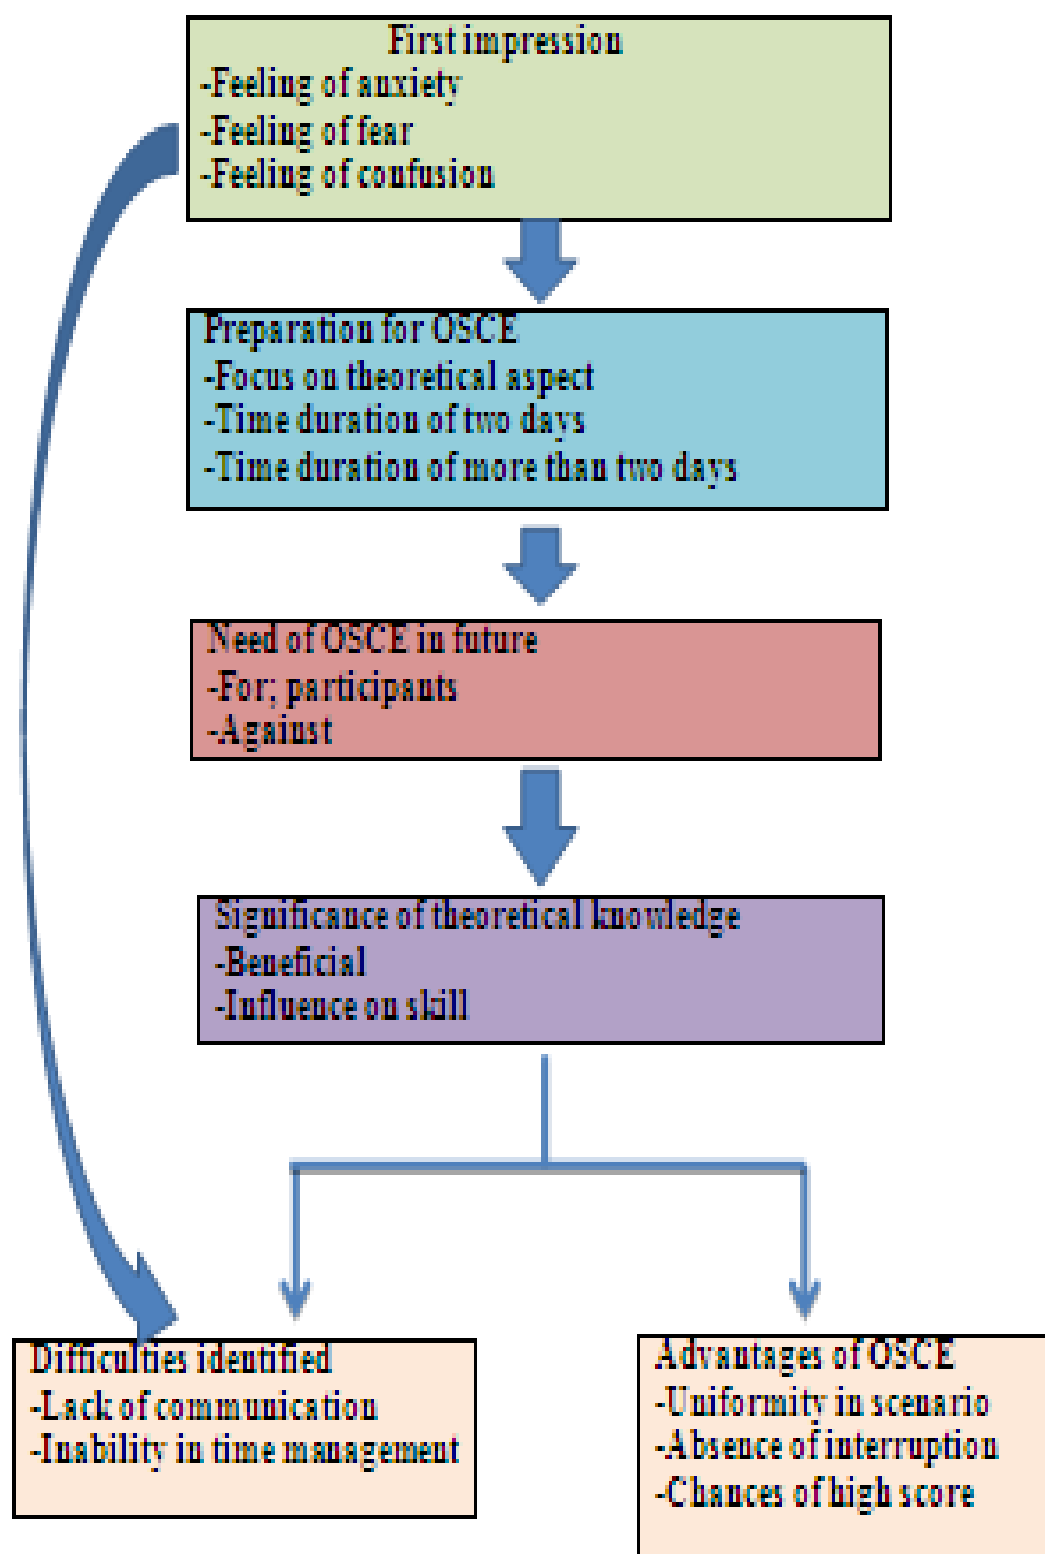 First impression
-Feeling of anxiety
-Feeling of fear
-Feeling of confusion
Preparation for OSCE
-Focus on theoretical aspect
-Time duration of two days
-Time duration of more than two days
Need of OSCE in future
-For; participants
-Against
Significance of theoretical knowledge
-Beneficial
-Influence on skill
Difficulties identified
-Lack of communication
-Inability in time management
Advantages of OSCE
-Uniformity in scenario
-Absence of interruption
-Chances of high score